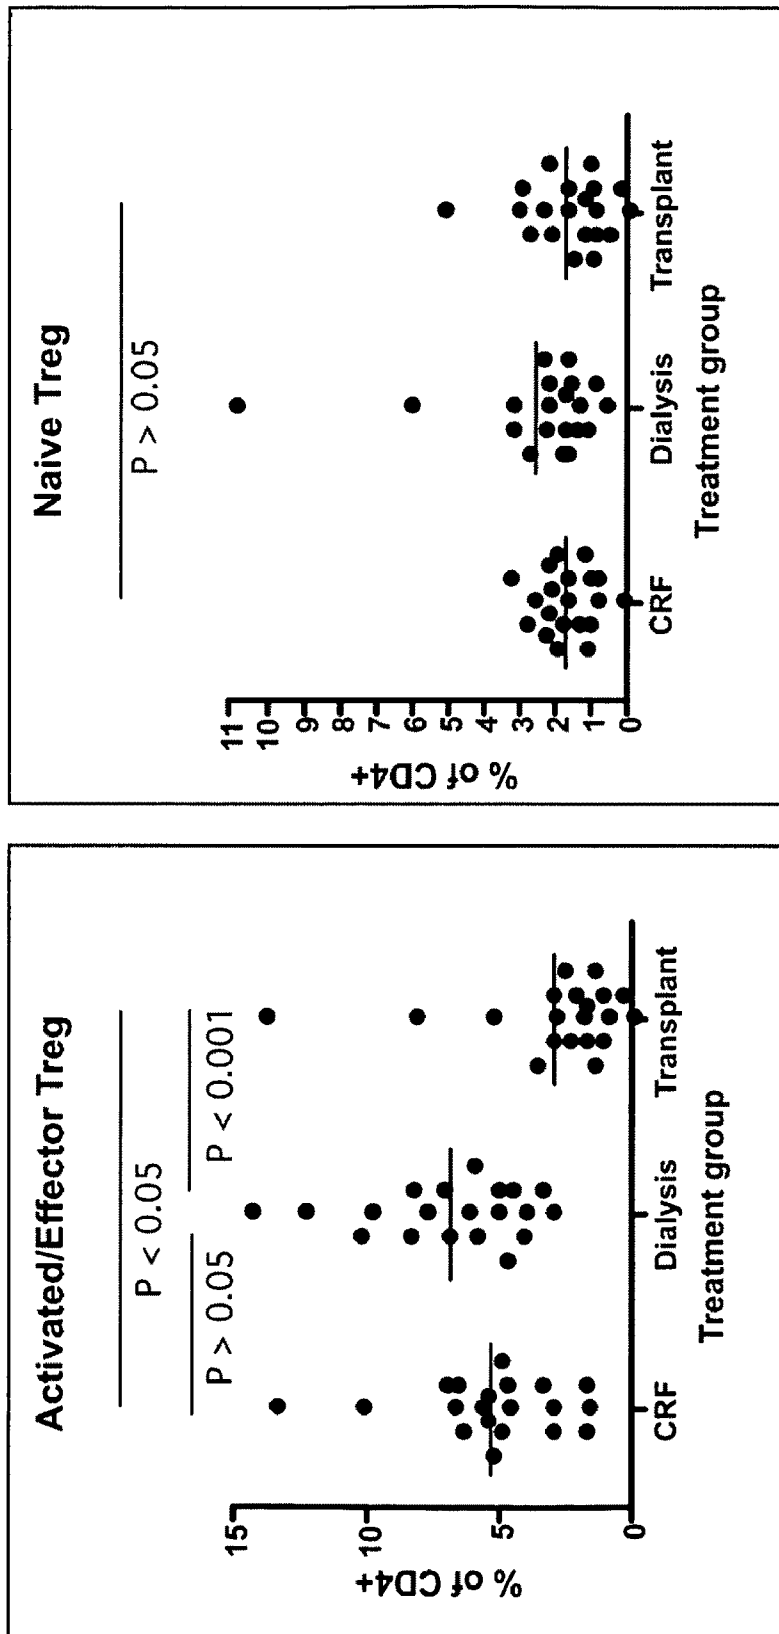 Activated/Effector Treg
P < 0.05
P > 0.05
P < 0.001
15
10
5
0
% of CD4+
CRF
Dialysis
Transplant
Treatment group
Naive Treg
P > 0.05
11
10
9
8
7
6
5
4
3
2
1
0
% of CD4+
CRF
Dialysis
Transplant
Treatment group